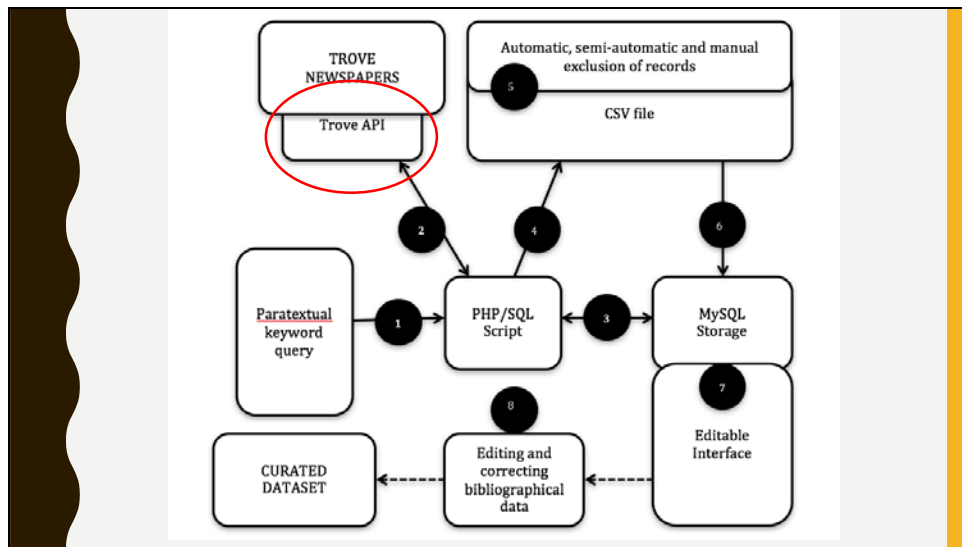 TROVE
NEWSPAPERS
Trove API
Automatic, semi-automatic and manual
exclusion of records
5
CSV file
2
4
6
Paratextual
keyword
query
1
PHP/SQL
Script
3
MySQL
Storage
7
Editable
Interface
8
Editing and
correcting
bibliographical
data
CURATED
DATASET